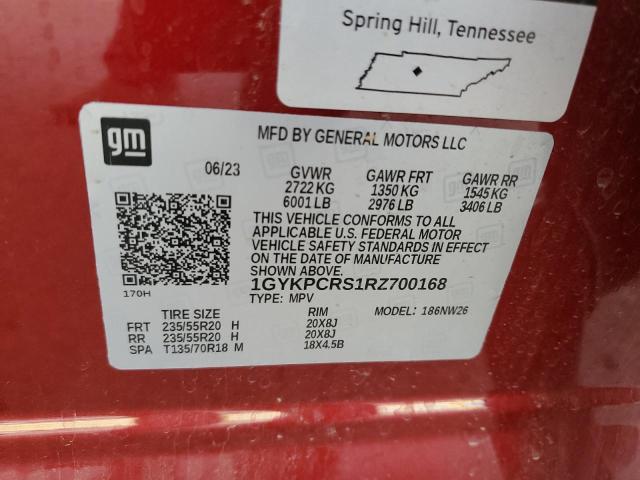 Spring Hill, Tennessee
gm
MFD BY GENERAL MOTORS LLC
06/23 GVWR GAWR FRT GAWR RR
2722 KG 1350 KG 1545 KG
6001 LB 2976 LB 3406 LB
THIS VEHICLE CONFORMS TO ALL
APPLICABLE U.S. FEDERAL MOTOR
VEHICLE SAFETY STANDARDS IN EFFECT
ON THE DATE OF MANUFACTURE
SHOWN ABOVE.
170H
1GYKPCRS1RZ700168
TYPE: MPV MODEL: 186NW26
TIRE SIZE RIM
FRT 235/55R20 H 20X8J
RR 235/55R20 H 20X8J
SPA T135/70R18 M 18X4.5B